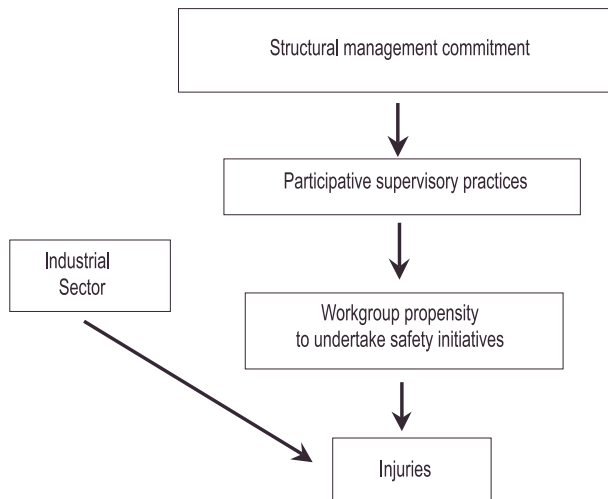 Structural management commitment
Participative supervisory practices
Industrial
Sector
Workgroup propensity
to undertake safety initiatives
Injuries